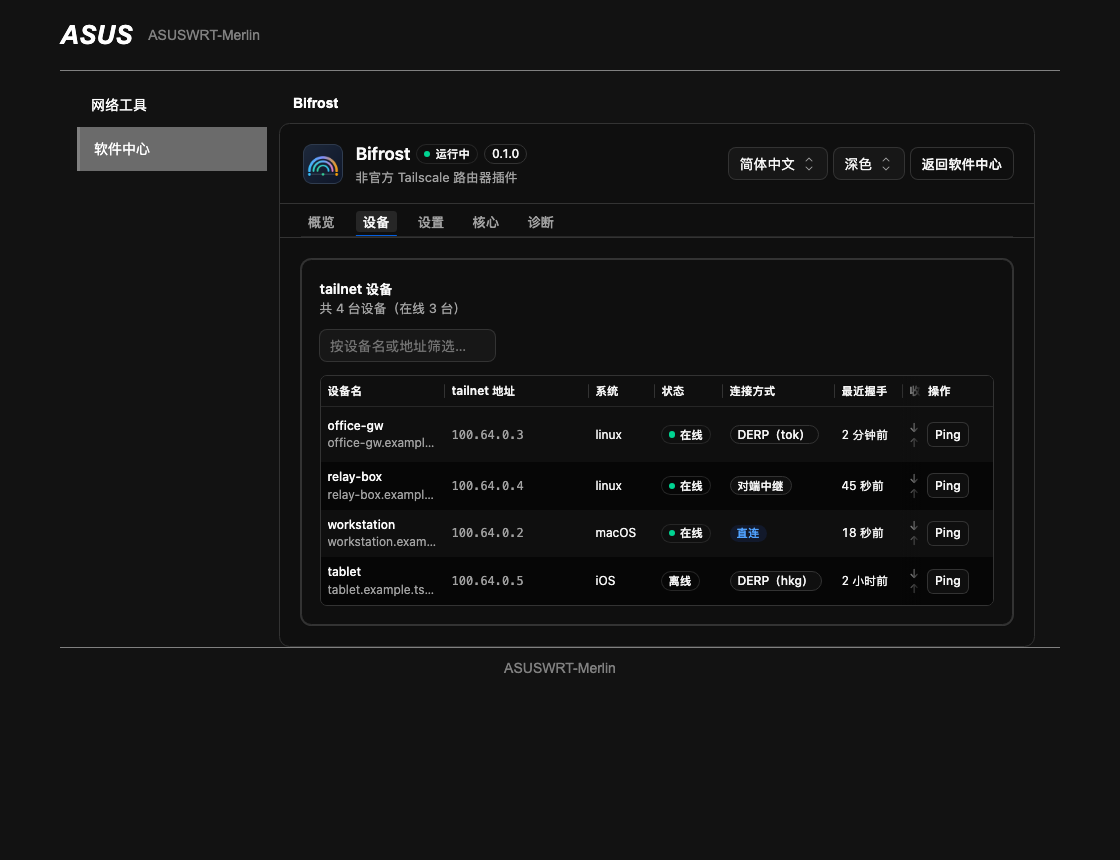 ASUS ASUSWRT-Merlin
网络工具
软件中心
Bifrost
Bifrost 运行中 0.1.0
非官方 Tailscale 路由器插件
简体中文 深色 返回软件中心
概览 设备 设置 核心 诊断
tailnet 设备
共 4 台设备（在线 3 台）
按设备名或地址筛选...
设备名 tailnet 地址 系统 状态 连接方式 最近握手 操作
office-gw
office-gw.exampl... 100.64.0.3 linux 在线 DERP（tok） 2 分钟前 ↓ ↑ Ping
relay-box
relay-box.exampl... 100.64.0.4 linux 在线 对端中继 45 秒前 ↓ ↑ Ping
workstation
workstation.exam... 100.64.0.2 macOS 在线 直连 18 秒前 ↓ ↑ Ping
tablet
tablet.example.ts... 100.64.0.5 iOS 离线 DERP（hkg） 2 小时前 ↓ ↑ Ping
ASUSWRT-Merlin